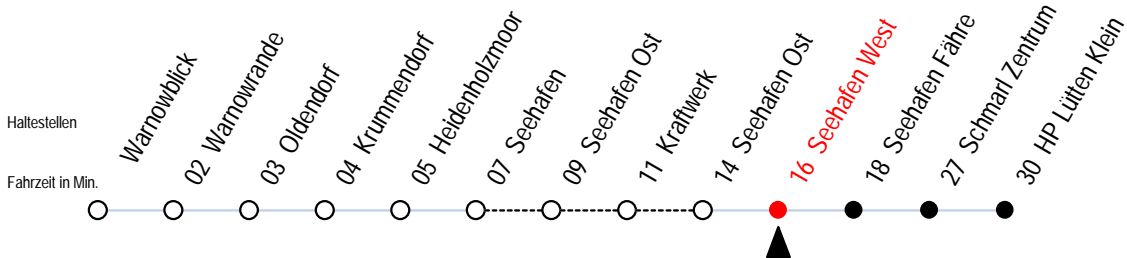 Haltestellen
Fahrzeit in Min.
Warnowblick
02 Warnowrande
03 Oldendorf
04 Krummendorf
05 Heidenholzmoor
07 Seehafen
09 Seehafen Ost
11 Kraftwerk
14 Seehafen Ost
16 Seehafen West
18 Seehafen Fähre
27 Schmarl Zentrum
30 HP Lütten Klein